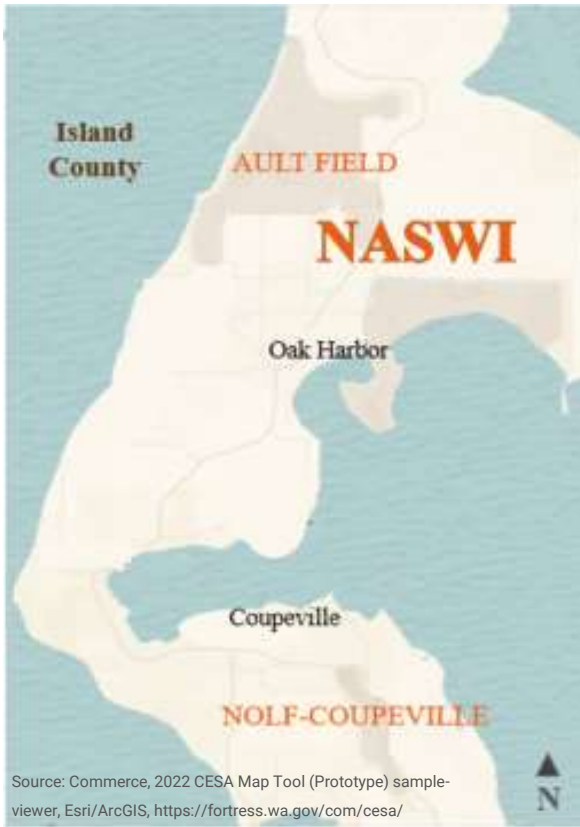 Island
County
AULT FIELD
NASWI
Oak Harbor
Coupeville
NOLF-COUPEVILLE
Source: Commerce, 2022 CESA Map Tool (Prototype) sample-
viewer, Esri/ArcGIS, https://fortress.wa.gov/com/cesa/
N